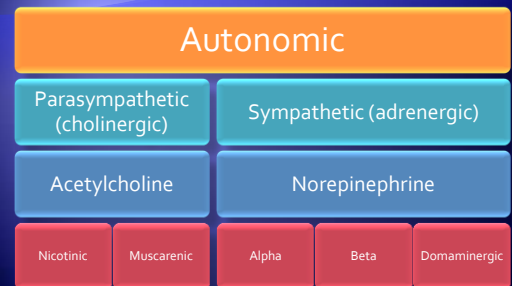 Autonomic
Parasympathetic
(cholinergic)
Sympathetic (adrenergic)
Acetylcholine
Norepinephrine
Nicotinic
Muscarenic
Alpha
Beta
Domaminergic